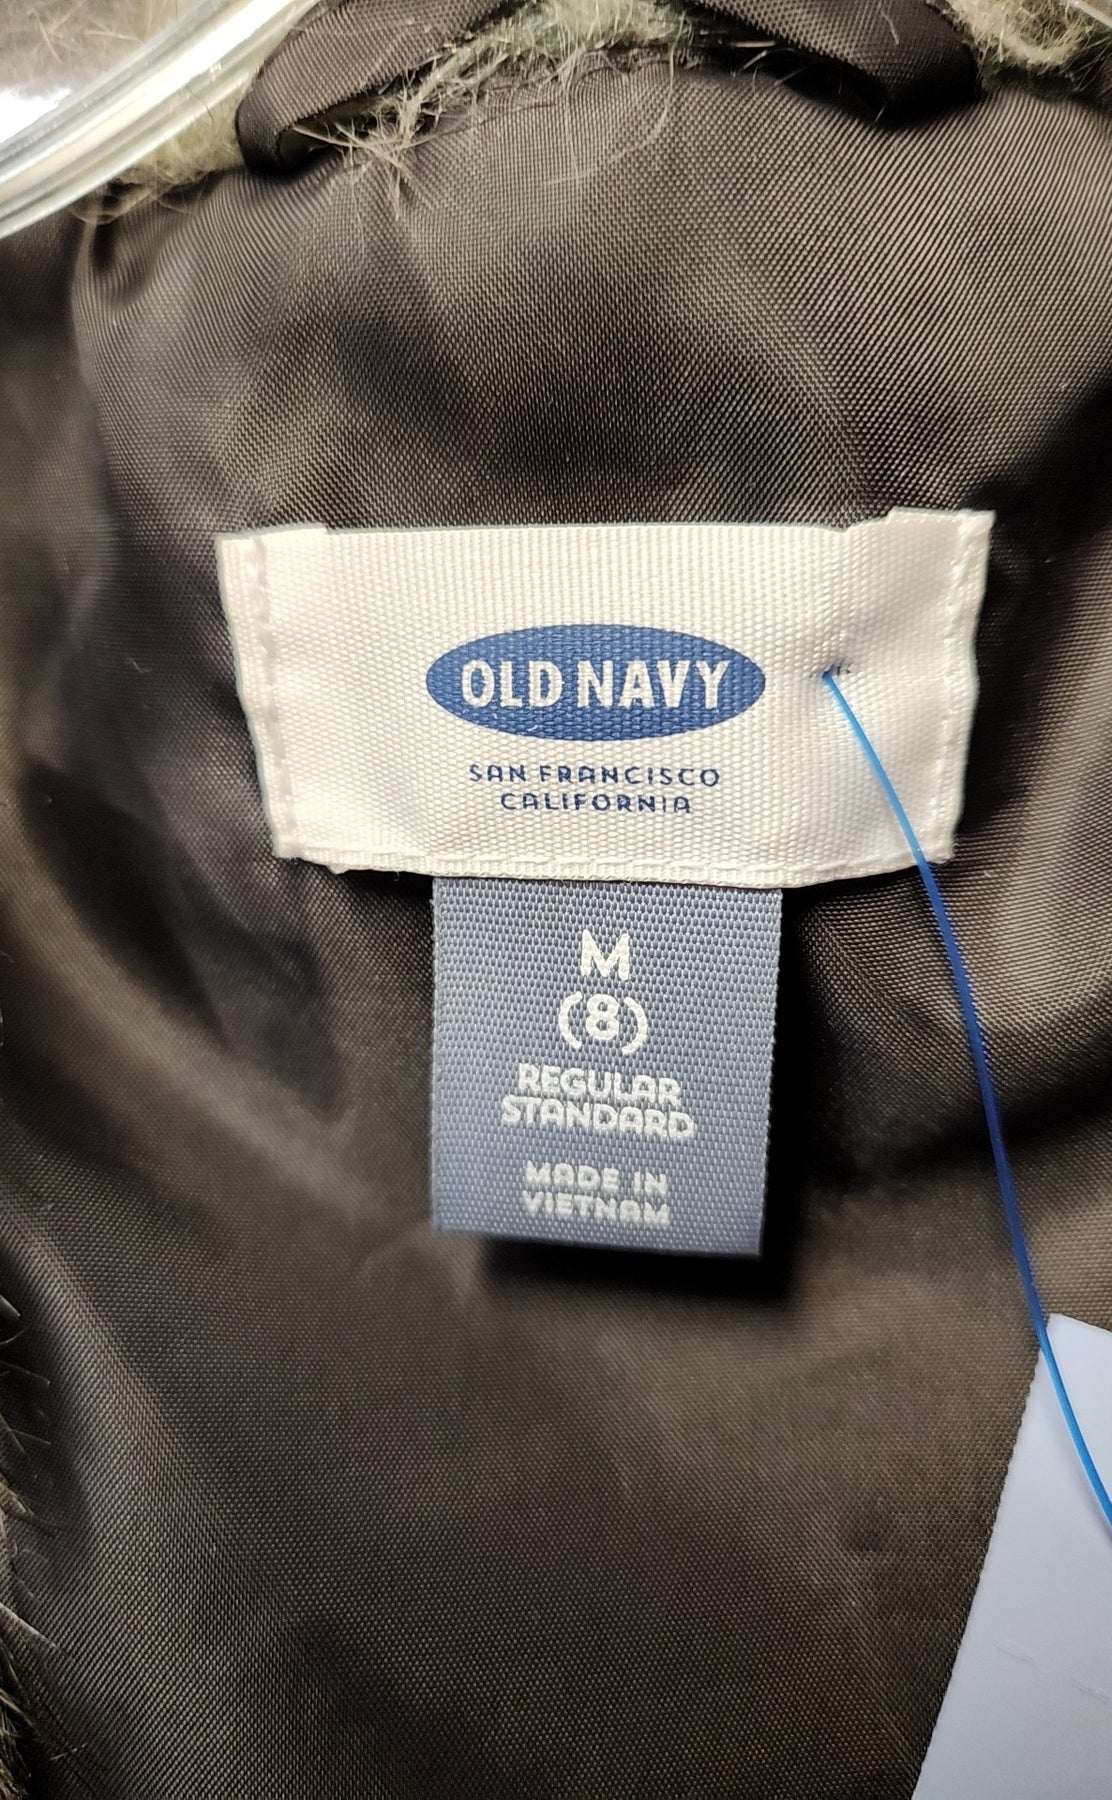 OLD NAVY
SAN FRANCISCO
CALIFORNIA
M
(8)
REGULAR
STANDARD
MADE IN
VIETNAM